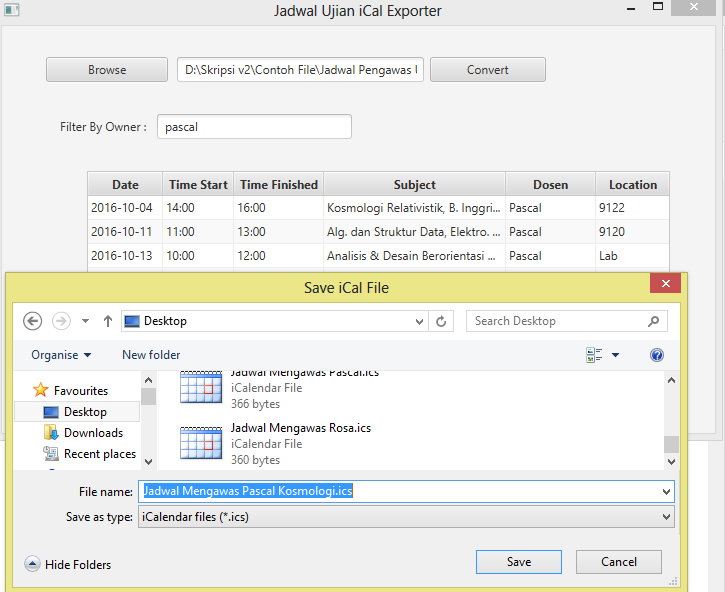 Jadwal Ujian iCal Exporter
Browse D:\Skripsi v2\Contoh File\Jadwal Pengawas Convert
Filter By Owner : pascal
Date Time Start Time Finished Subject Dosen Location
2016-10-04 14:00 16:00 Kosmologi Relativistik, B. Inggri... Pascal 9122
2016-10-11 11:00 13:00 Alg. dan Struktur Data, Elektro. ... Pascal 9120
2016-10-13 10:00 12:00 Analisis & Desain Berorientasi ... Pascal Lab
Save iCal File
Desktop Search Desktop
Organise New folder
Favourites
Desktop
Downloads
Recent places
Jadwal Mengawas Pascal.ics
iCalendar File
366 bytes
Jadwal Mengawas Rosa.ics
iCalendar File
360 bytes
File name: Jadwal Mengawas Pascal Kosmologi.ics
Save as type: iCalendar files (*.ics)
Hide Folders Save Cancel